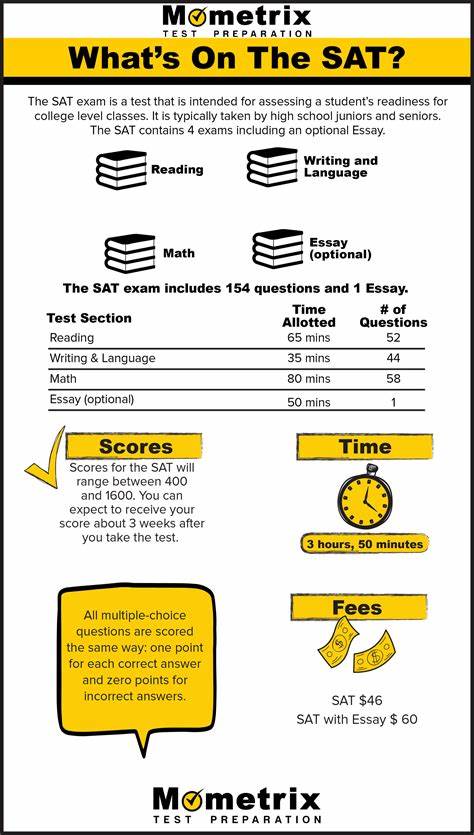 Mometrix
TEST PREPARATION
What's On The SAT?
The SAT exam is a test that is intended for assessing a student's readiness for
college level classes. It is typically taken by high school juniors and seniors.
The SAT contains 4 exams including an optional Essay.
Reading
Writing and
Language
Math
Essay
(optional)
The SAT exam includes 154 questions and 1 Essay.
Test Section Time Allotted # of Questions
Reading 65 mins 52
Writing & Language 35 mins 44
Math 80 mins 58
Essay (optional) 50 mins 1
Scores
Scores for the SAT will
range between 400
and 1600. You can
expect to receive your
score about 3 weeks after
you take the test.
Time
3 hours, 50 minutes
All multiple-choice
questions are scored
the same way: one point
for each correct answer
and zero points for
incorrect answers.
Fees
SAT $46
SAT with Essay $ 60
Mometrix
TEST PREPARATION